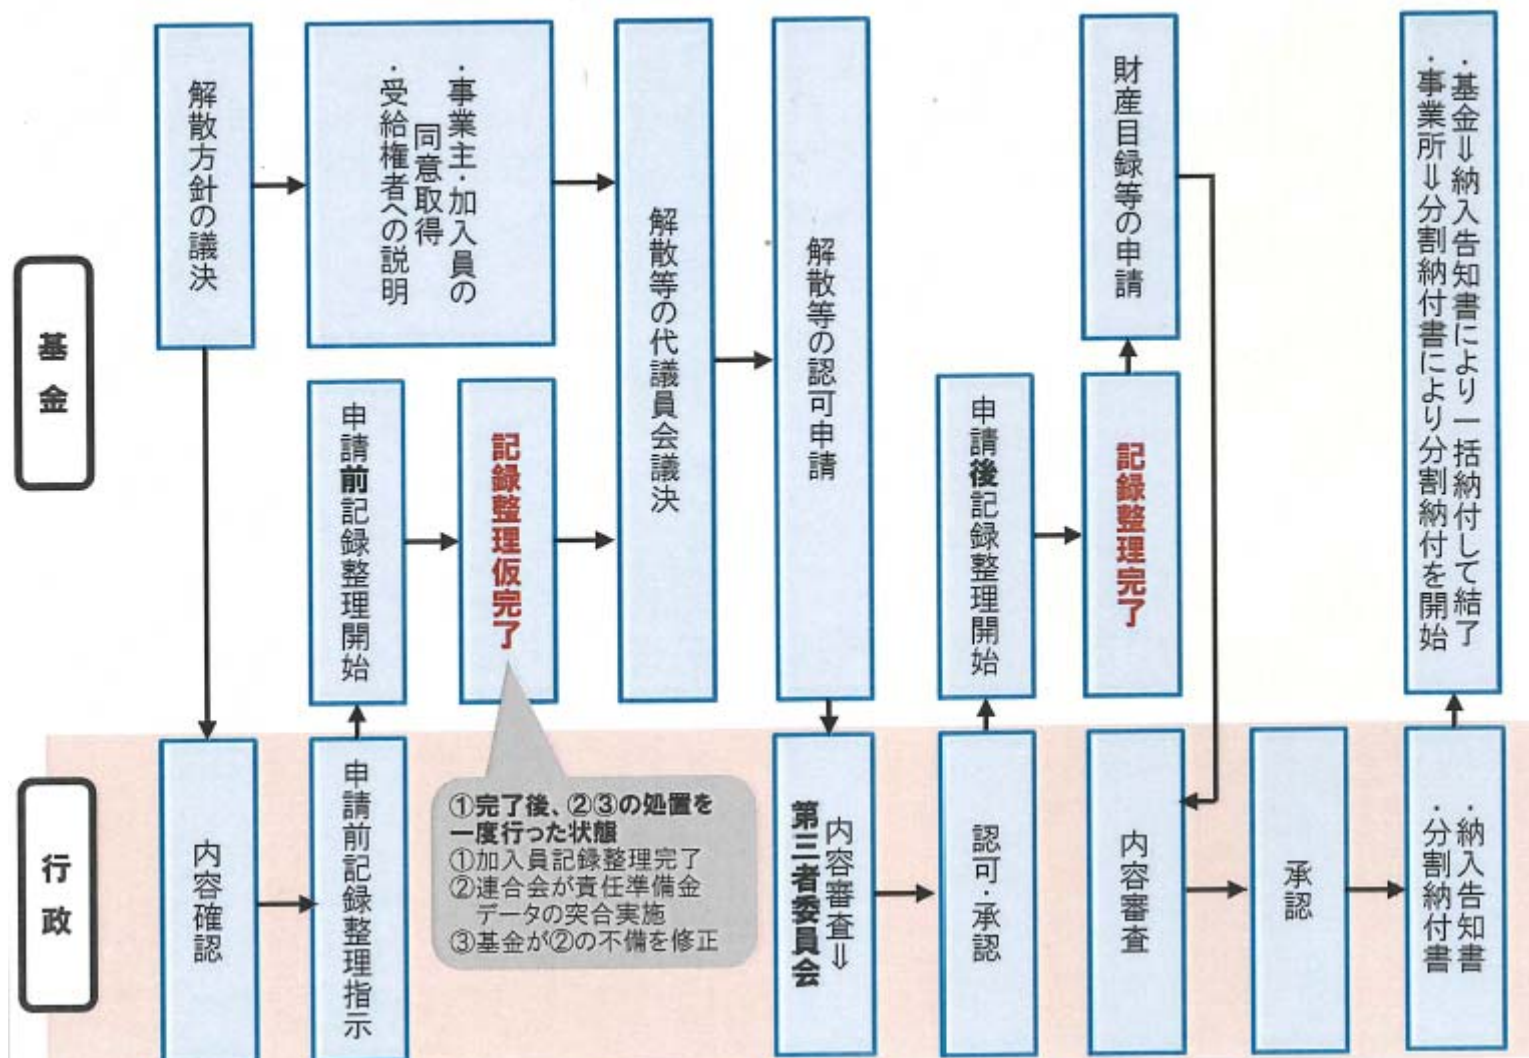 基金
解散方針の議決
・事業主・加入員の
同意取得
・受給権者への説明
申請前記録整理開始
記録整理仮完了
解散等の代議員会議決
解散等の認可申請
申請後記録整理開始
記録整理完了
財産目録等の申請
・基金⇒納入告知書により一括納付して結了
・事業所⇒分割納付書により分割納付を開始
行政
内容確認
申請前記録整理指示
①完了後、②③の処置を
一度行った状態
①加入員記録整理完了
②連合会が責任準備金
データの突合実施
③基金が②の不備を修正
内容審査⇒
第三者委員会
認可・承認
内容審査
承認
・納入告知書
・分割納付書